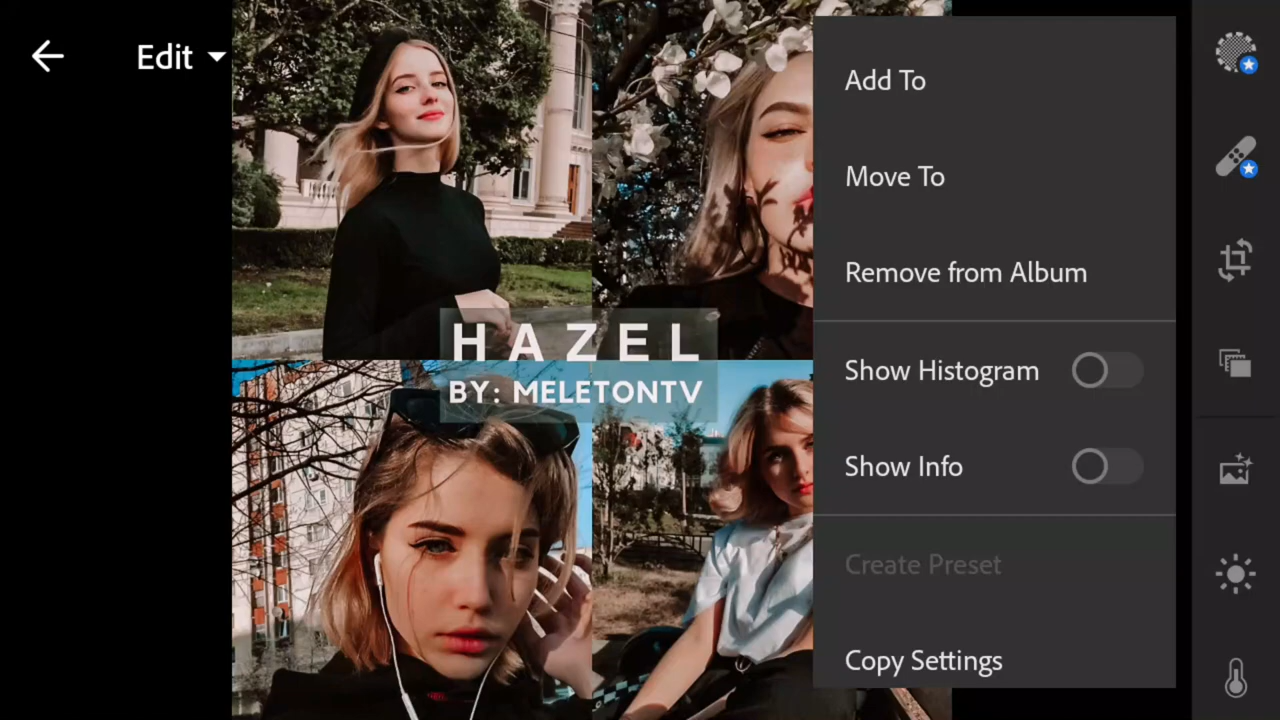 Edit
Add To
Move To
Remove from Album
HAZEL
BY: MELETONTV
Show Histogram
Show Info
Create Preset
Copy Settings